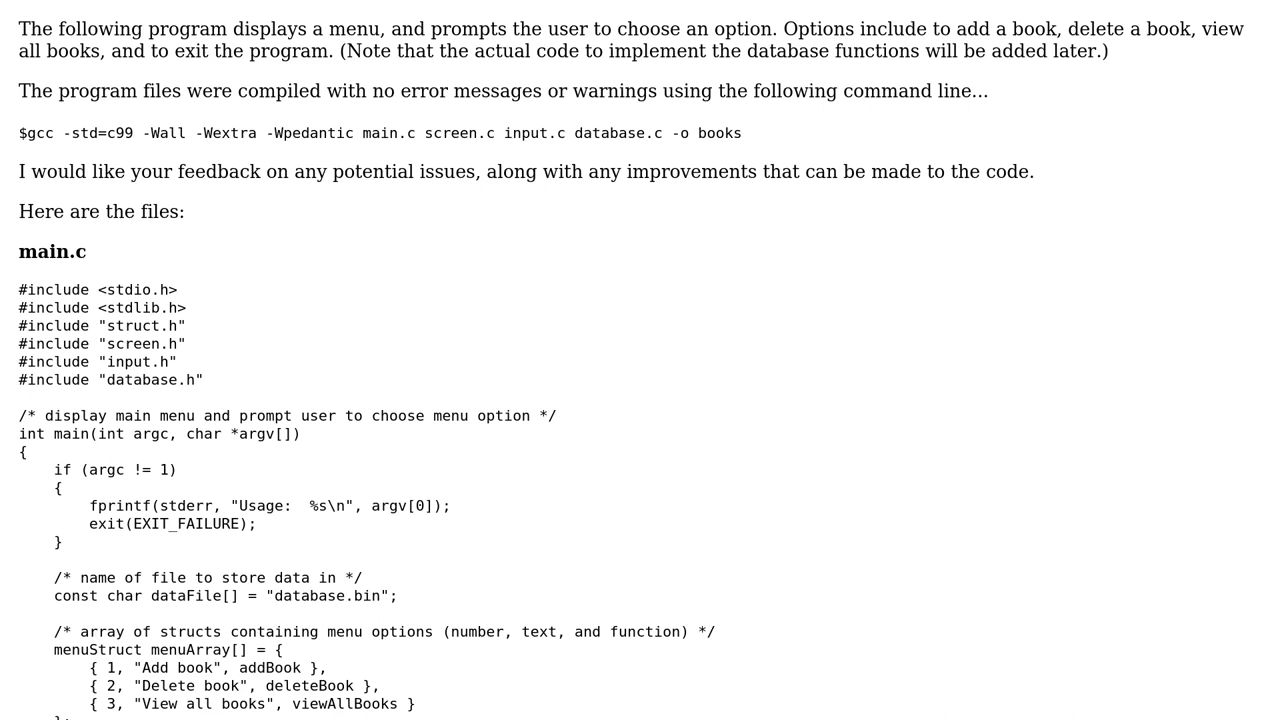 The following program displays a menu, and prompts the user to choose an option. Options include to add a book, delete a book, view
all books, and to exit the program. (Note that the actual code to implement the database functions will be added later.)
The program files were compiled with no error messages or warnings using the following command line...
$gcc -std=c99 -Wall -Wextra -Wpedantic main.c screen.c input.c database.c -o books
I would like your feedback on any potential issues, along with any improvements that can be made to the code.
Here are the files:
main.c
#include <stdio.h>
#include <stdlib.h>
#include "struct.h"
#include "screen.h"
#include "input.h"
#include "database.h"
/* display main menu and prompt user to choose menu option */
int main(int argc, char *argv[])
{
    if (argc != 1)
    {
        fprintf(stderr, "Usage:  %s\n", argv[0]);
        exit(EXIT_FAILURE);
    }
    /* name of file to store data in */
    const char dataFile[] = "database.bin";
    /* array of structs containing menu options (number, text, and function) */
    menuStruct menuArray[] = {
        { 1, "Add book", addBook },
        { 2, "Delete book", deleteBook },
        { 3, "View all books", viewAllBooks }